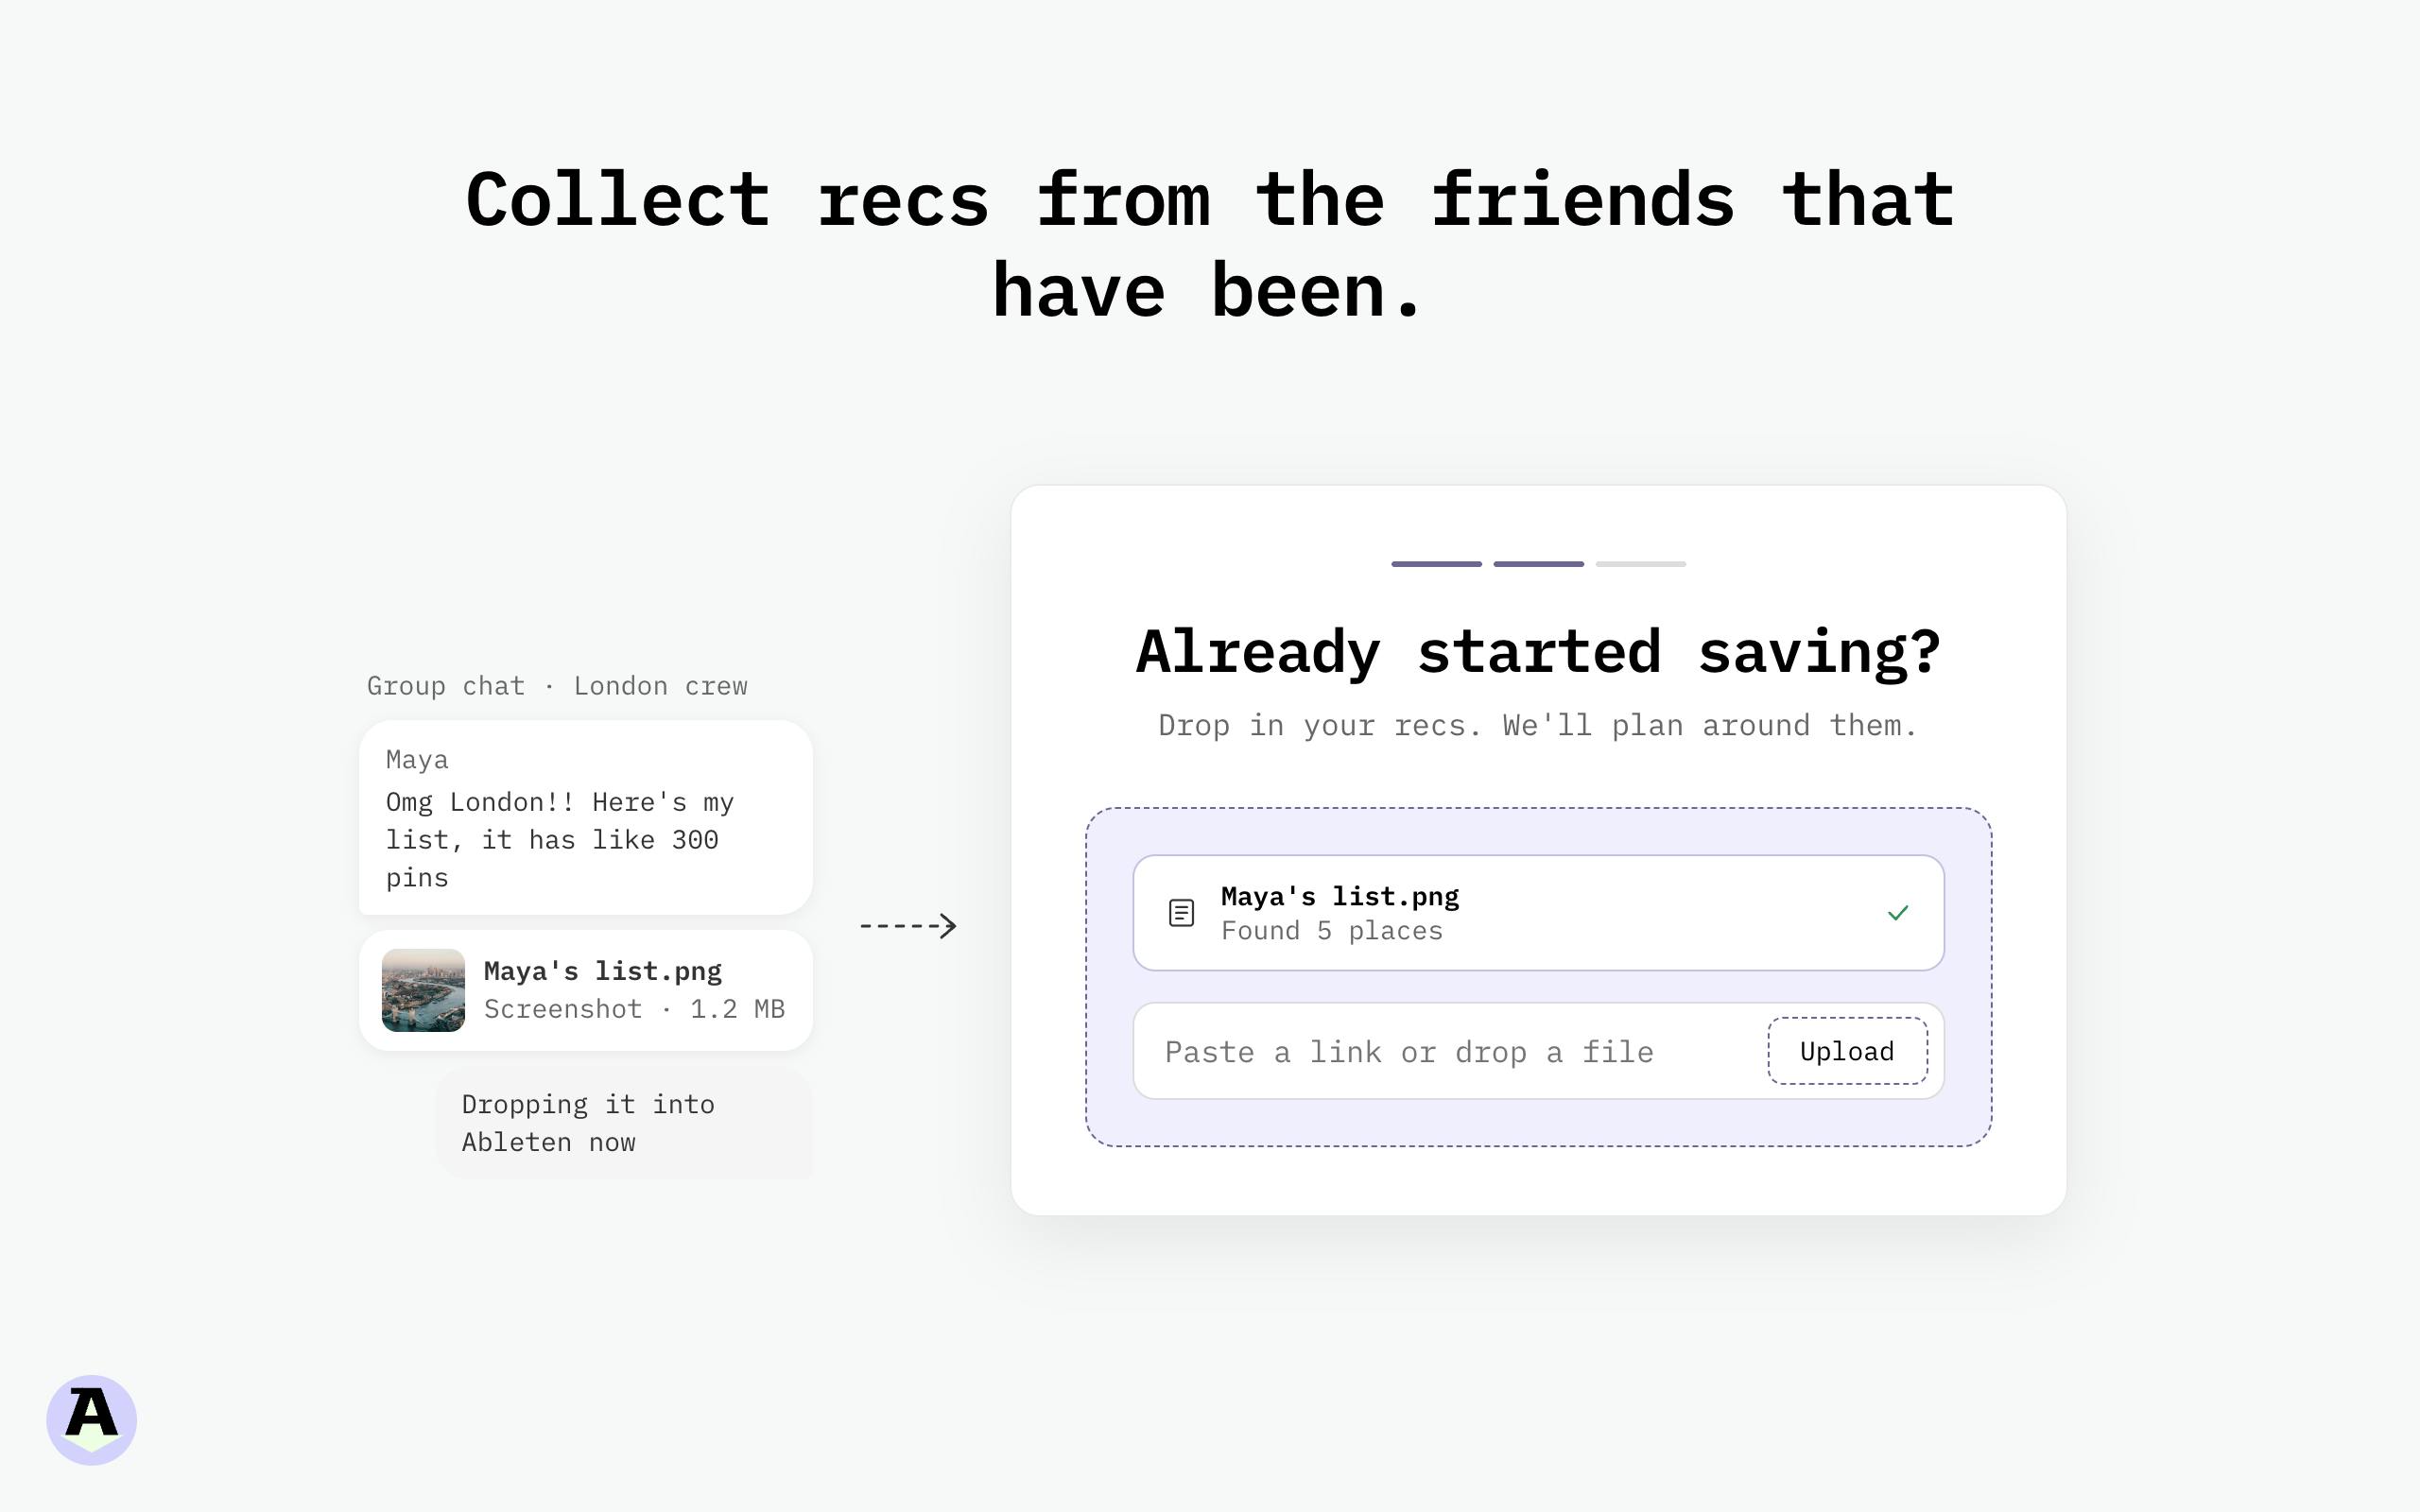 Collect recs from the friends that
have been.
Group chat · London crew
Maya
Omg London!! Here's my
list, it has like 300
pins
Maya's list.png
Screenshot · 1.2 MB
Dropping it into
Ableten now
Already started saving?
Drop in your recs. We'll plan around them.
Maya's list.png
Found 5 places
Paste a link or drop a file
Upload
A